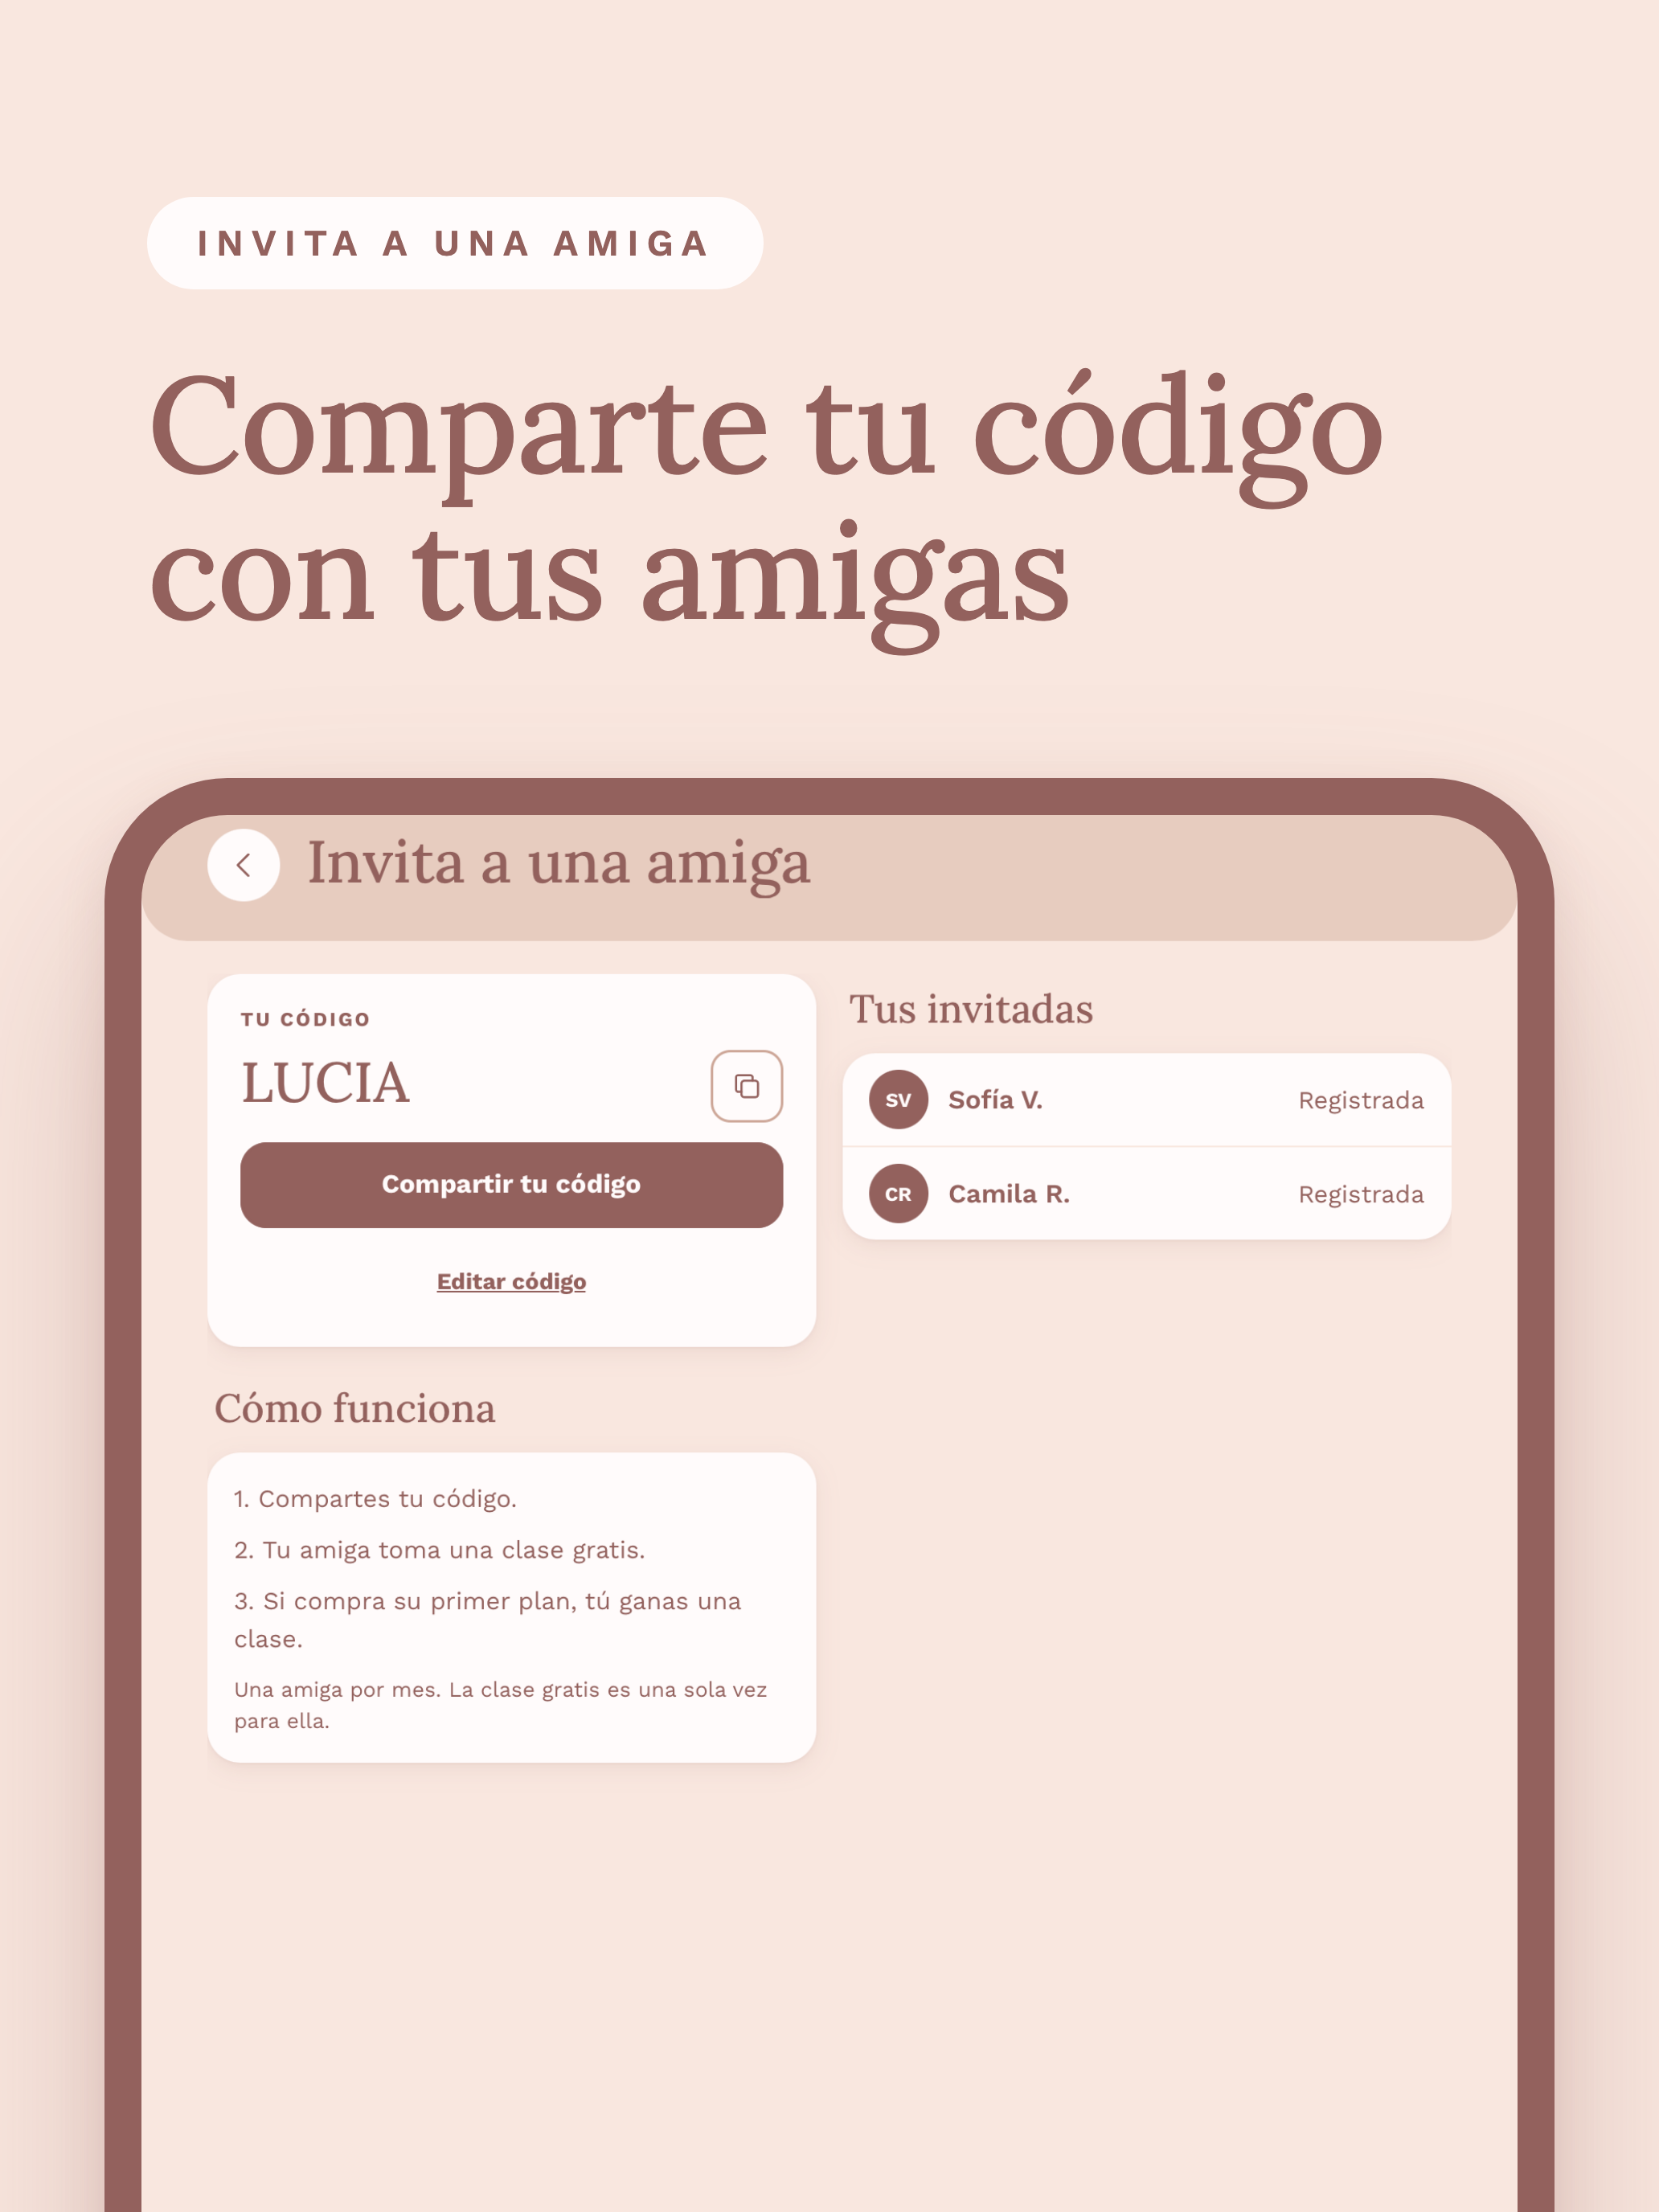 INVITA A UNA AMIGA
Comparte tu código
con tus amigas
Invita a una amiga
TU CÓDIGO
LUCIA
Compartir tu código
Editar código
Cómo funciona
1. Compartes tu código.
2. Tu amiga toma una clase gratis.
3. Si compra su primer plan, tú ganas una
clase.
Una amiga por mes. La clase gratis es una sola vez
para ella.
Tus invitadas
SV Sofía V. Registrada
CR Camila R. Registrada